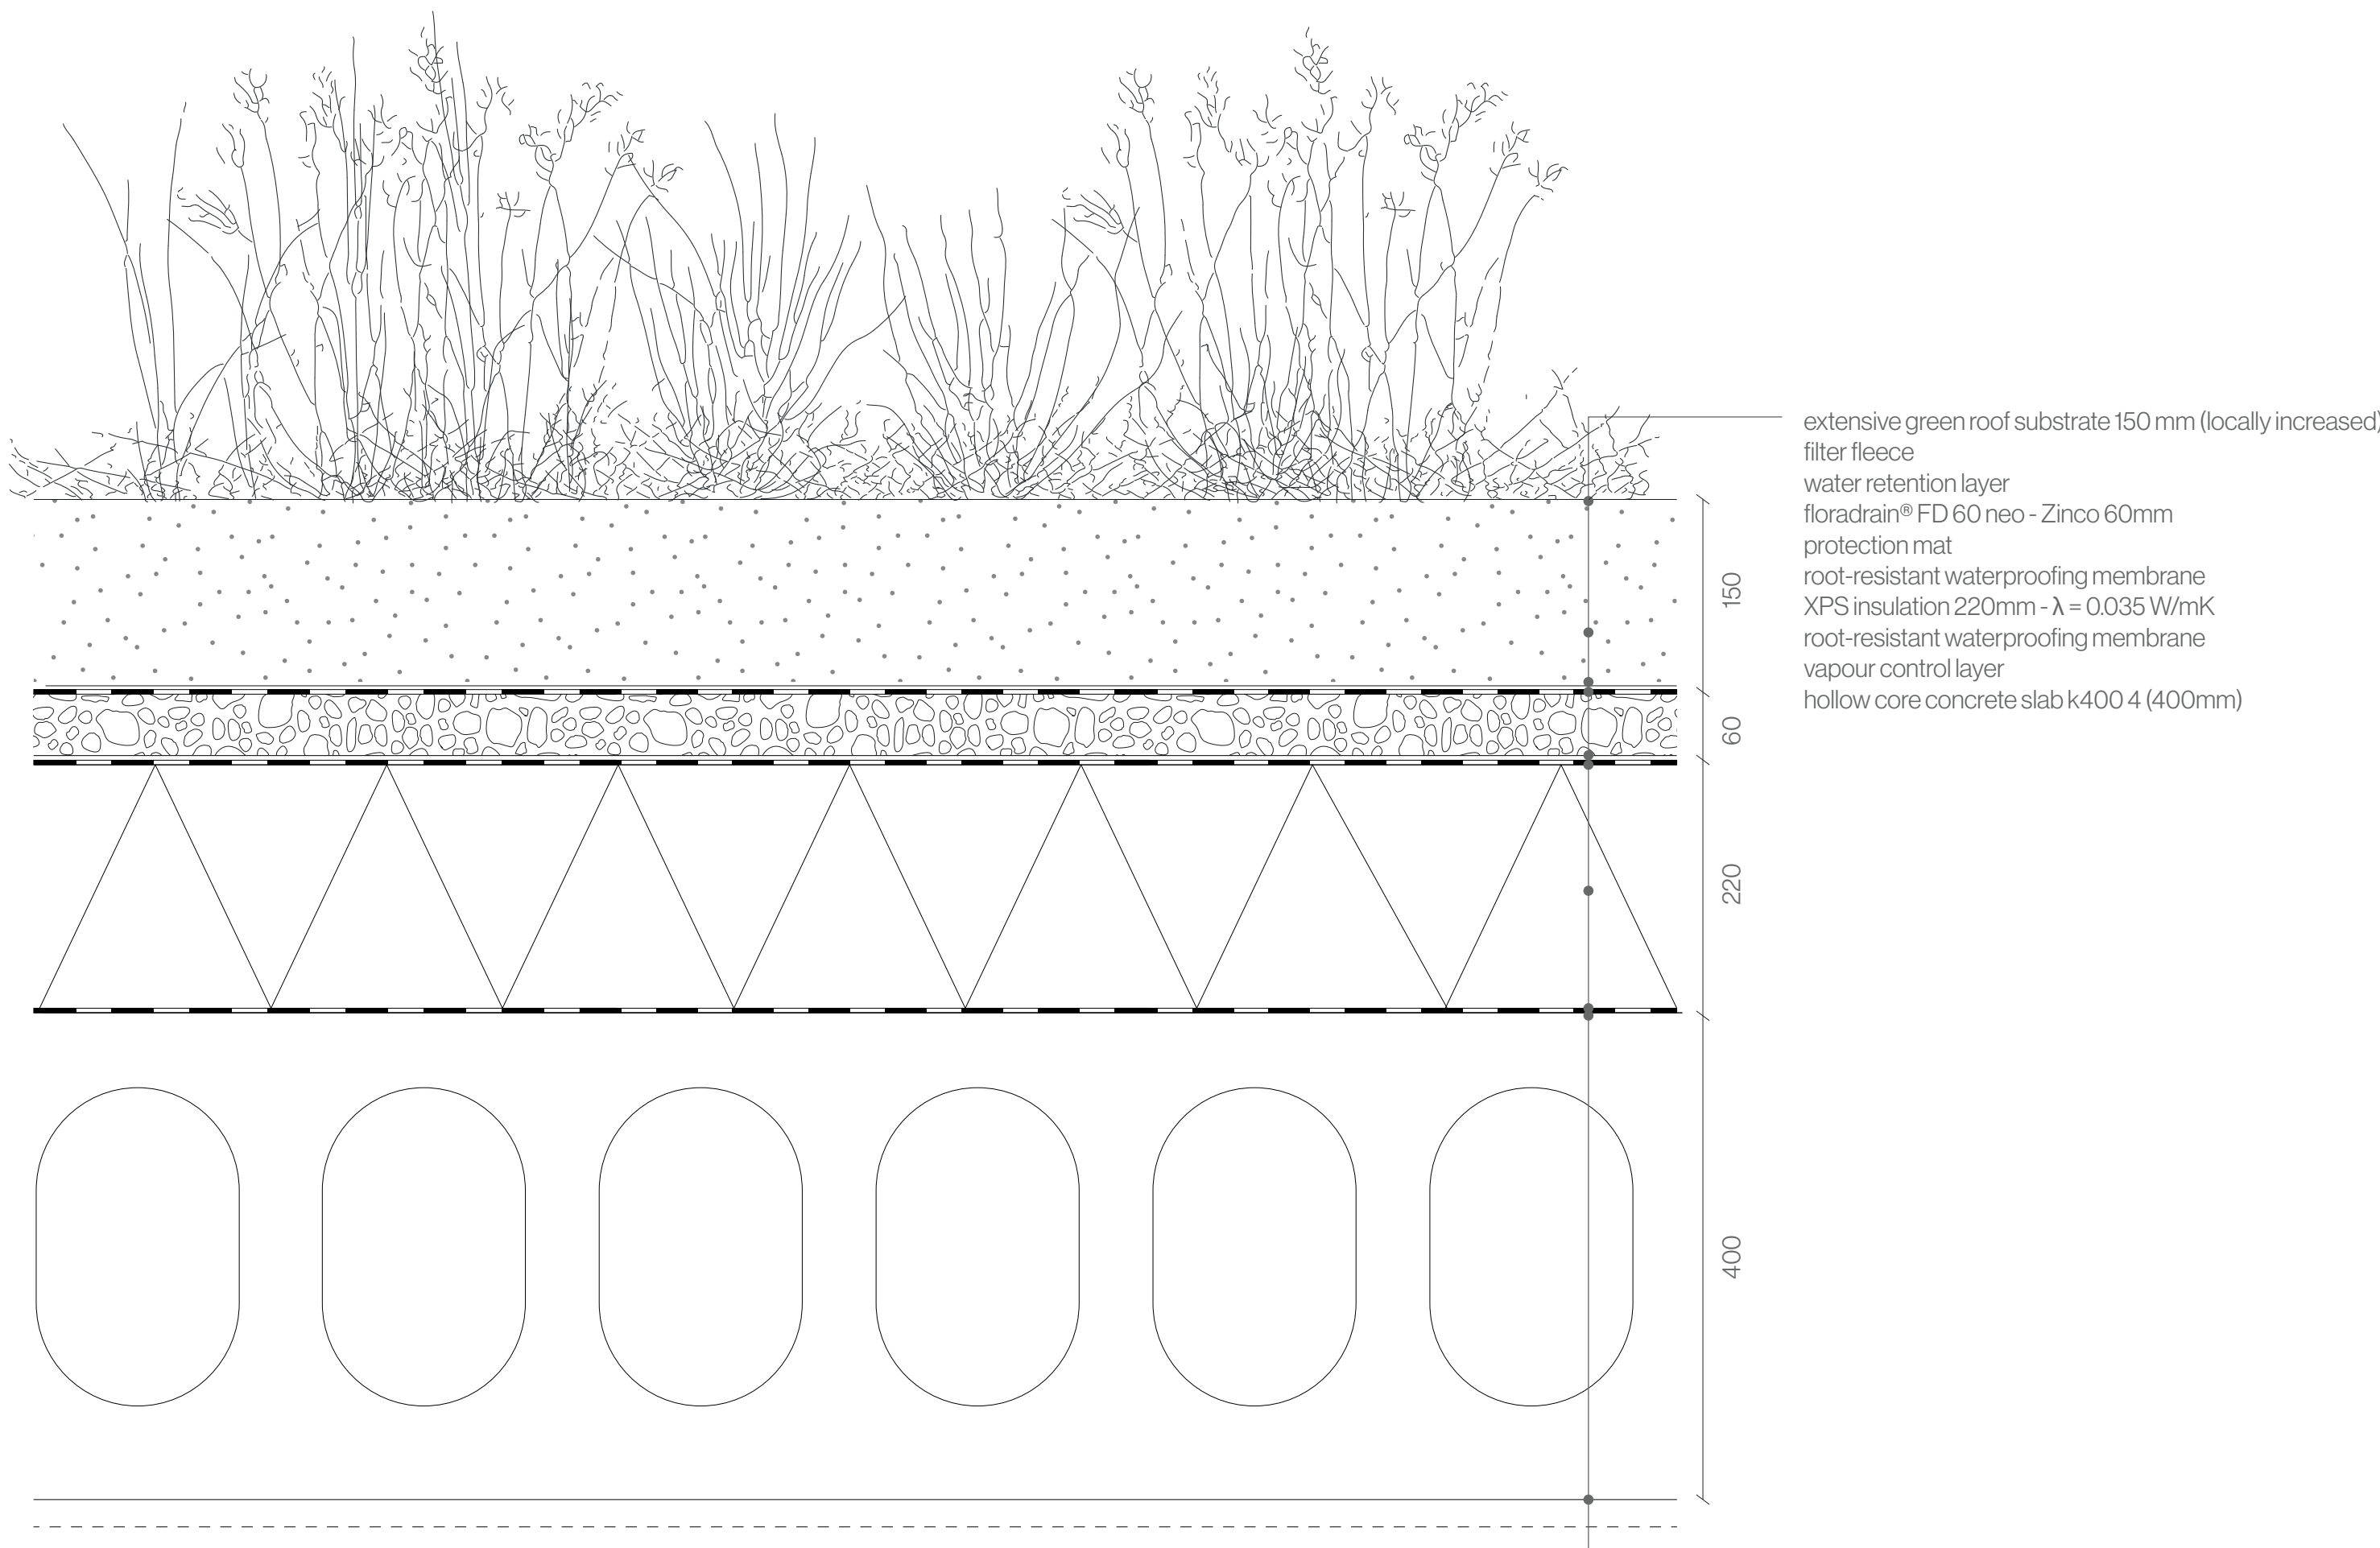 extensive green roof substrate 150 mm (locally increased)
filter fleece
water retention layer
floradrain® FD 60 neo - Zinco 60mm
protection mat
root-resistant waterproofing membrane
XPS insulation 220mm - λ = 0.035 W/mK
root-resistant waterproofing membrane
vapour control layer
hollow core concrete slab k400 4 (400mm)
150
60
220
400